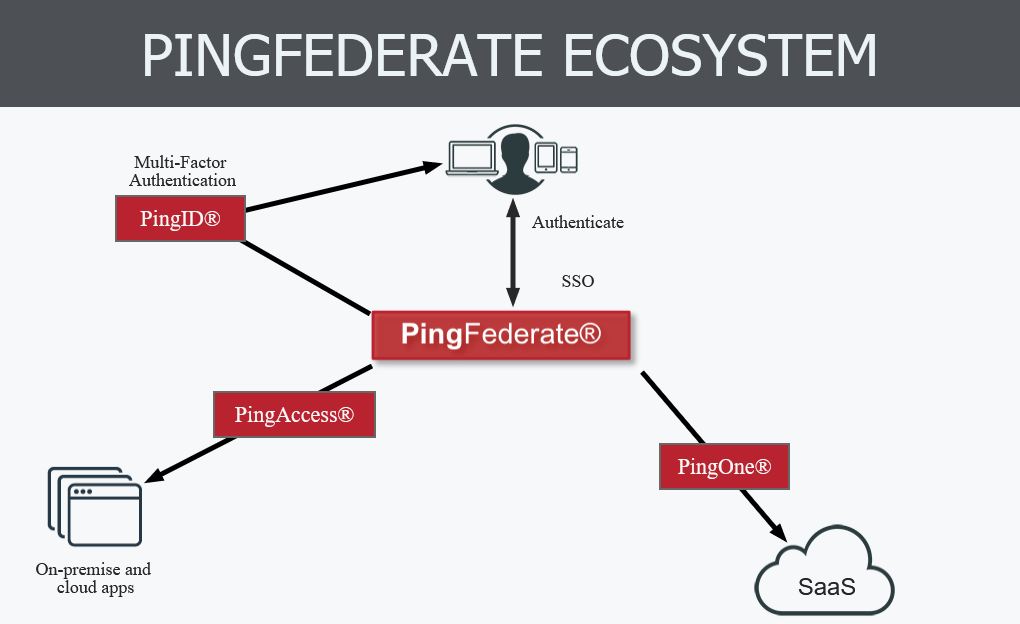 PINGFEDERATE ECOSYSTEM
Multi-Factor
Authentication
PingID®
Authenticate
SSO
PingFederate®
PingAccess®
PingOne®
On-premise and
cloud apps
SaaS